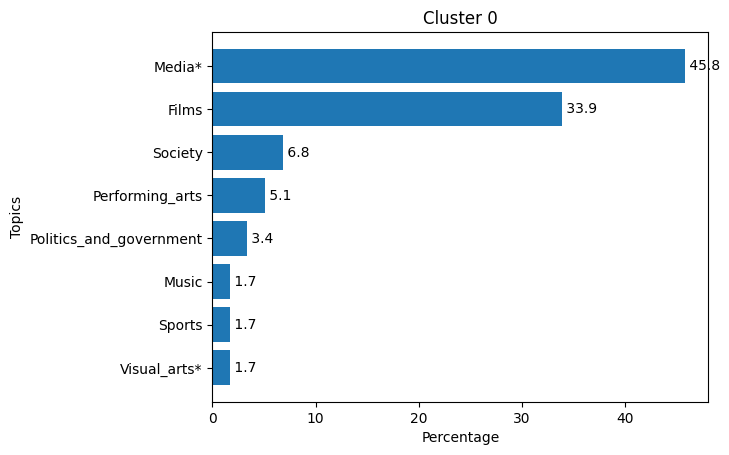 Cluster 0
Topics
Media* 45.8
Films 33.9
Society 6.8
Performing_arts 5.1
Politics_and_government 3.4
Music 1.7
Sports 1.7
Visual_arts* 1.7
0 10 20 30 40
Percentage